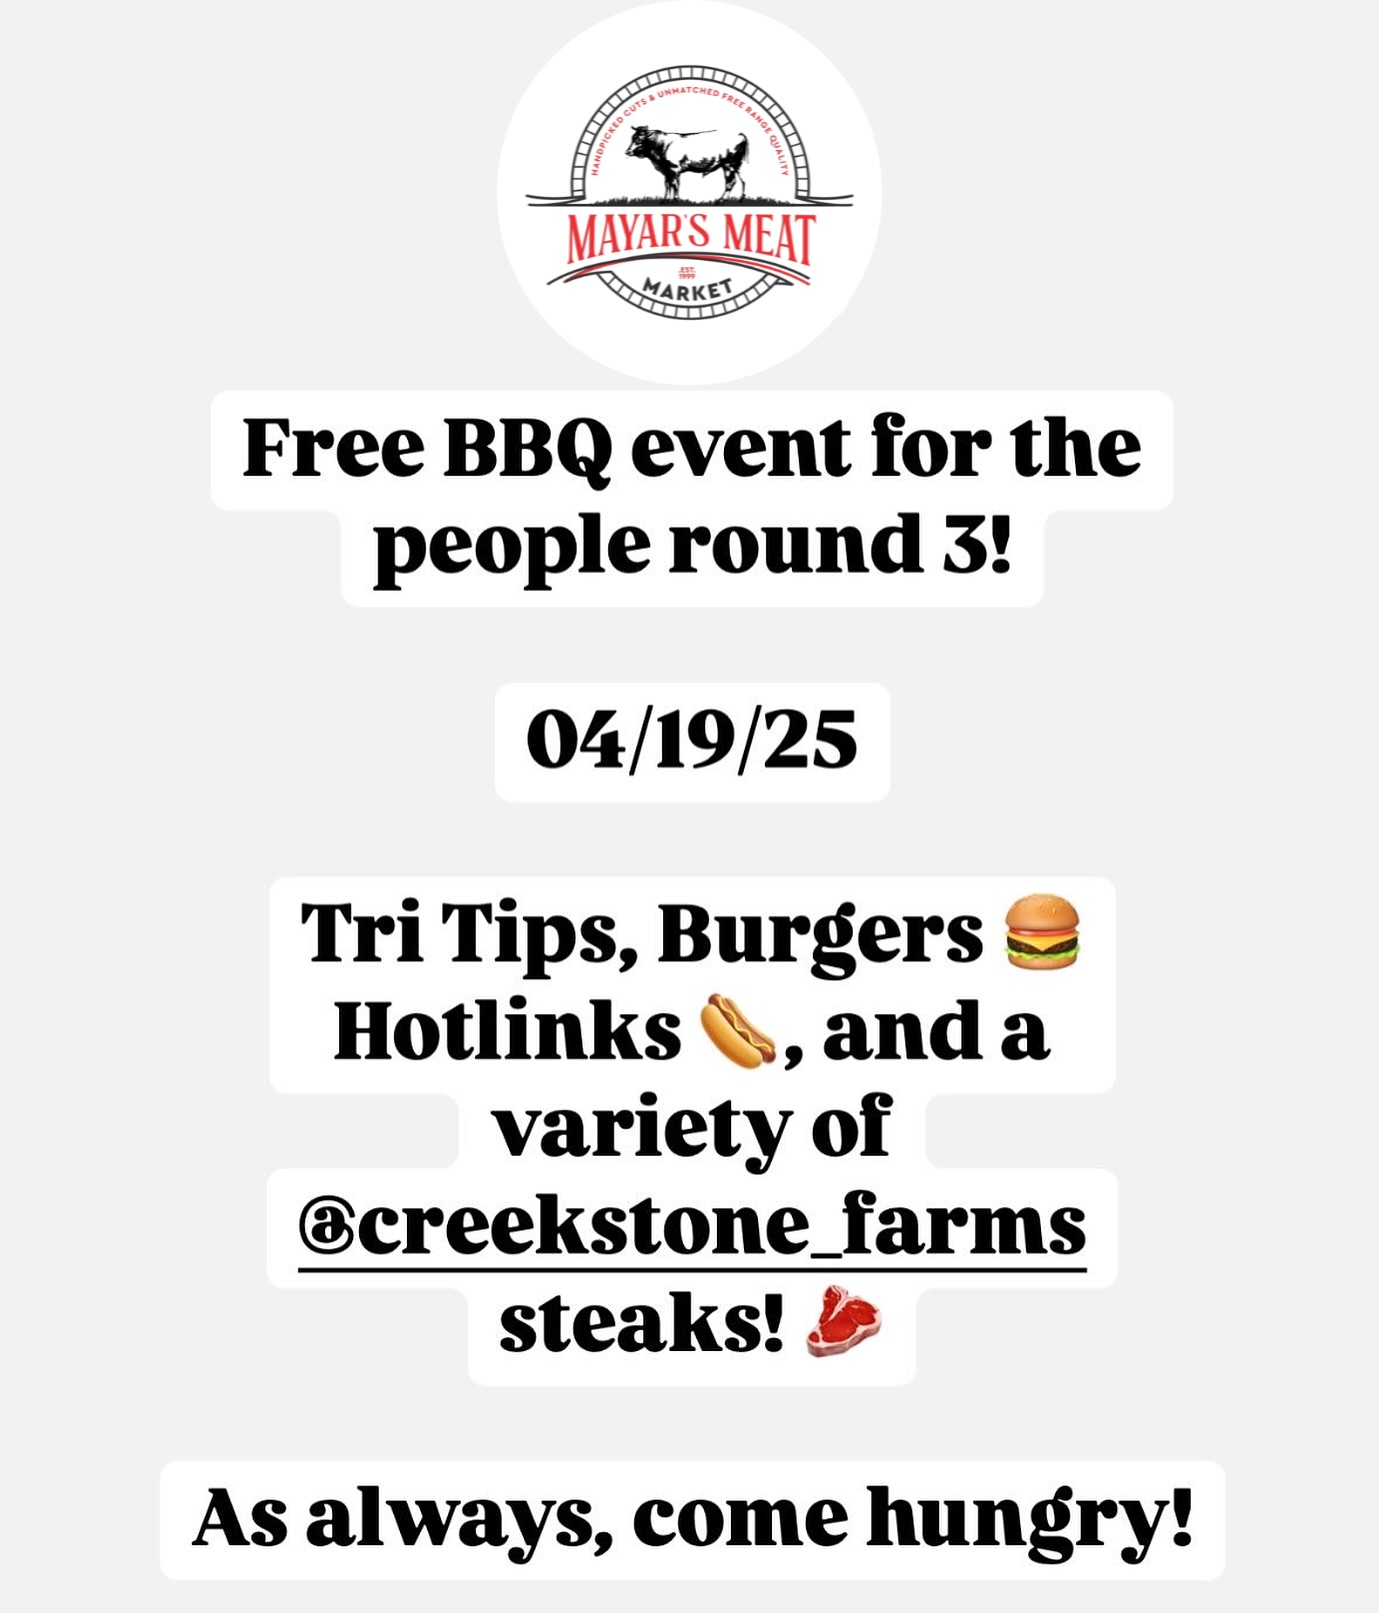 HANDPICKED CUTS & UNMATCHED FREE RANGE QUALITY
MAYAR'S MEAT
.EST.
1999
MARKET
Free BBQ event for the
people round 3!
04/19/25
Tri Tips, Burgers 🍔
Hotlinks 🌭, and a
variety of
@creekstone_farms
steaks! 🥩
As always, come hungry!